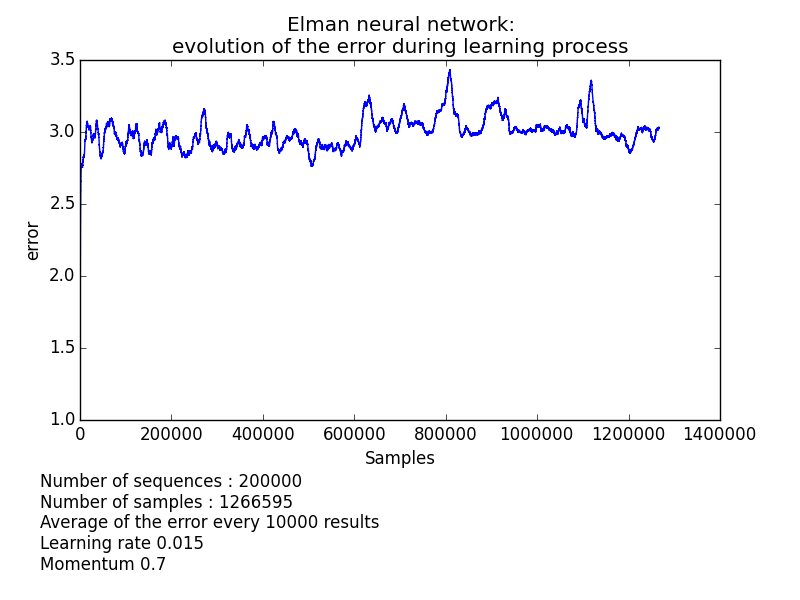 Elman neural network:
evolution of the error during learning process
3.5
3.0
2.5
2.0
1.5
1.0
error
0 200000 400000 600000 800000 1000000 1200000 1400000
Samples
Number of sequences : 200000
Number of samples : 1266595
Average of the error every 10000 results
Learning rate 0.015
Momentum 0.7